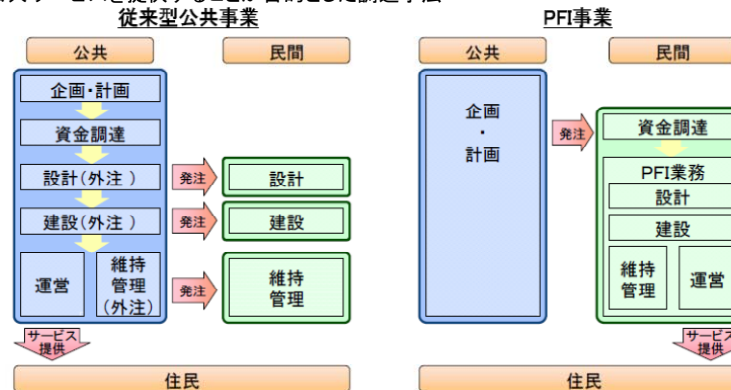 従来型公共事業
公共
民間
企画・計画
資金調達
設計(外注 )
発注
設計
建設(外注 )
発注
建設
運営
維持
管理
(外注)
発注
維持
管理
サービス
提供
住民
PFI事業
公共
民間
企画
・
計画
発注
資金調達
PFI業務
設計
建設
維持
管理
運営
サービス
提供
住民